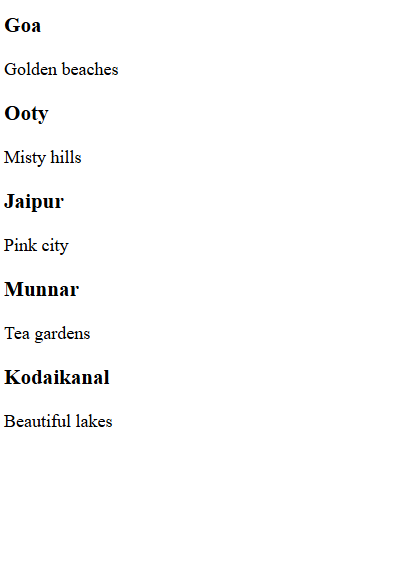 Goa
Golden beaches
Ooty
Misty hills
Jaipur
Pink city
Munnar
Tea gardens
Kodaikanal
Beautiful lakes